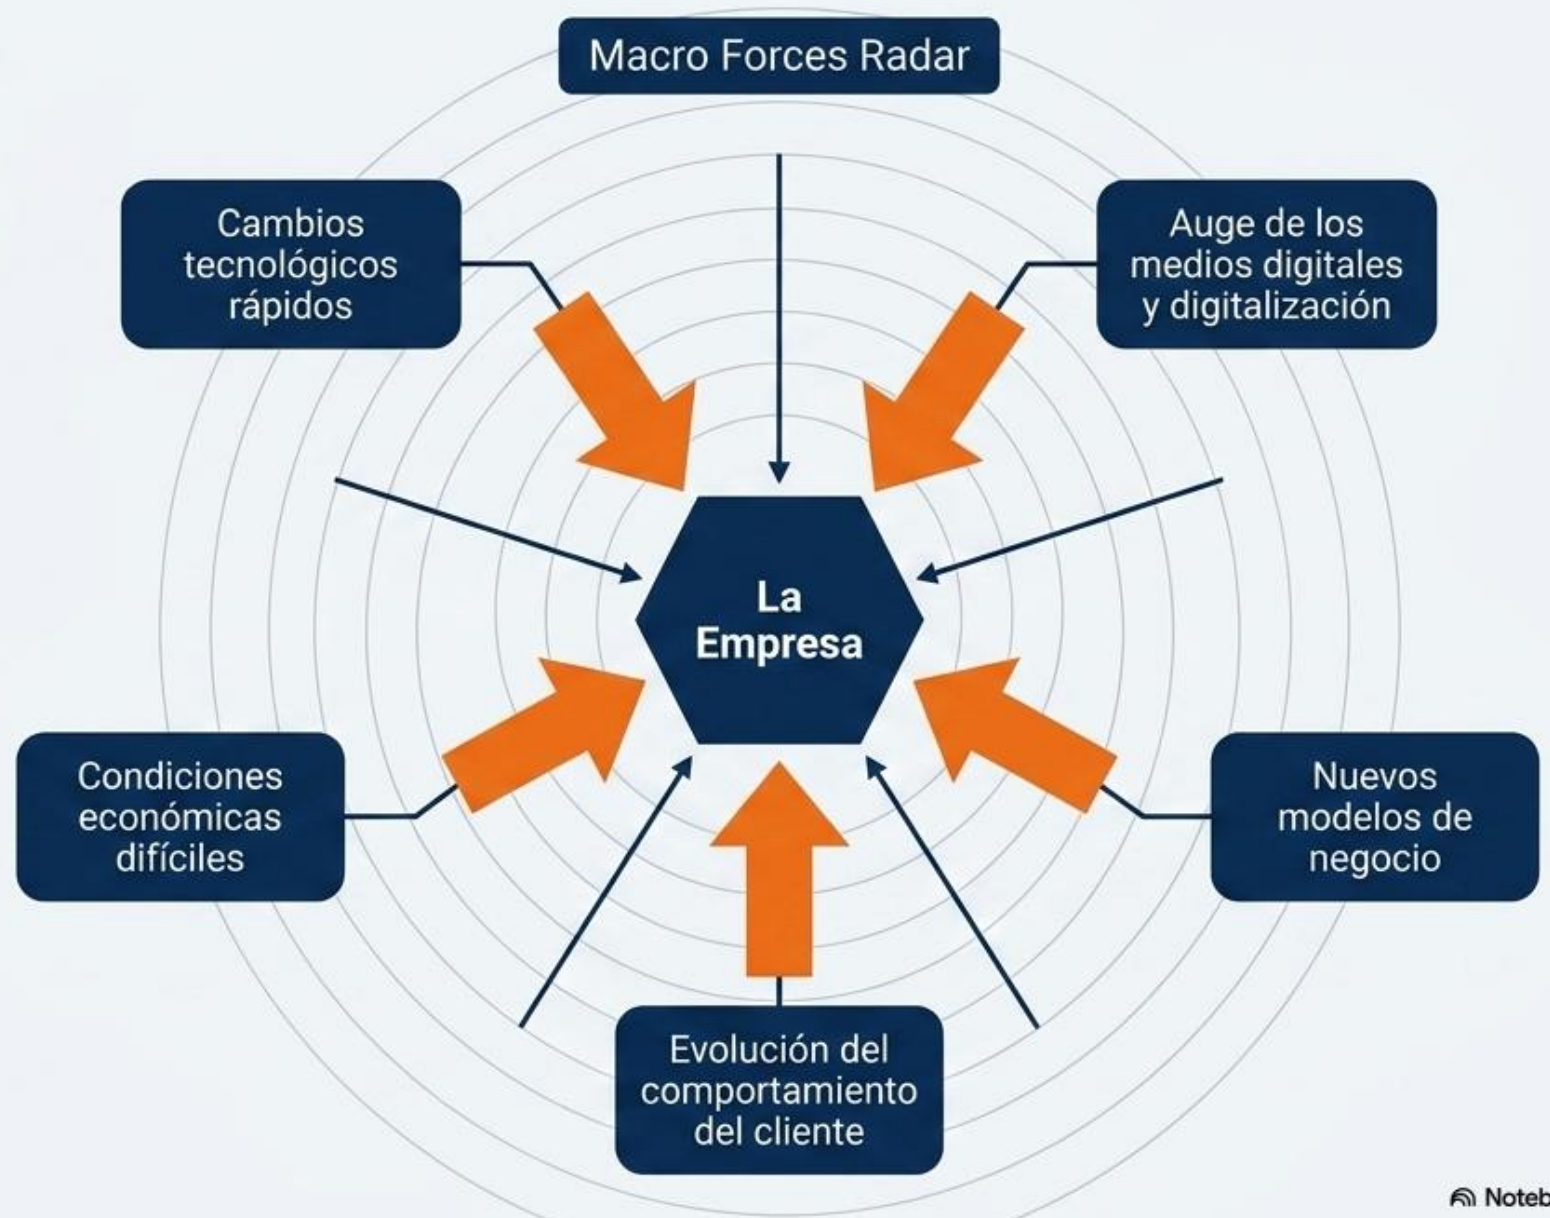 Macro Forces Radar
Cambios
tecnológicos
rápidos
Auge de los
medios digitales
y digitalización
La
Empresa
Condiciones
económicas
difíciles
Nuevos
modelos de
negocio
Evolución del
comportamiento
del cliente
Noteb